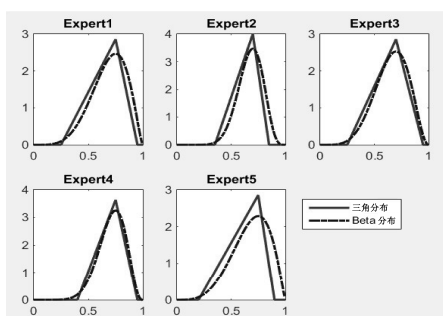 Expert1 Expert2 Expert3
3 4 3
3
2 2
2
1 1
1
0 0 0
0 0.5 1 0 0.5 1 0 0.5 1
Expert4 Expert5
4 3
3
2
2 三角分布
1 Beta 分布
1
0 0
0 0.5 1 0 0.5 1